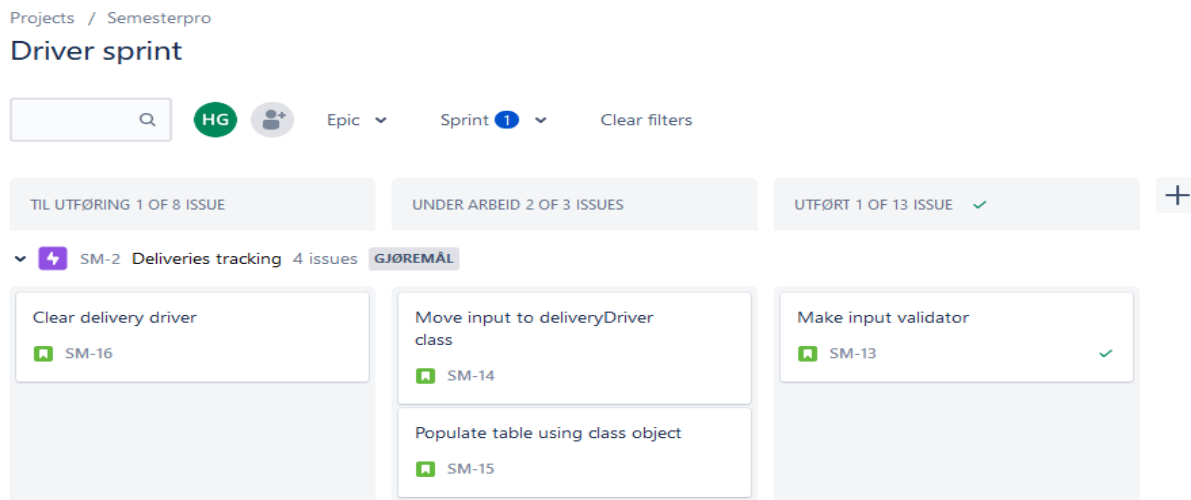 Projects / Semesterpro
Driver sprint
HG Epic Sprint 1 Clear filters
TIL UTFØRING 1 OF 8 ISSUE
UNDER ARBEID 2 OF 3 ISSUES
UTFØRT 1 OF 13 ISSUE
SM-2 Deliveries tracking 4 issues GJØREMÅL
Clear delivery driver
SM-16
Move input to deliveryDriver
class
SM-14
Populate table using class object
SM-15
Make input validator
SM-13